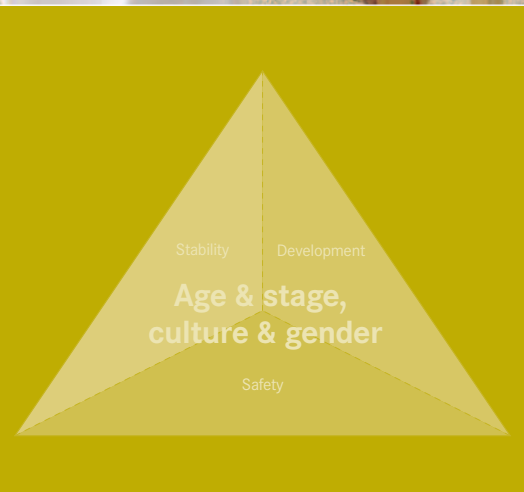 Stability Development
Age & stage,
culture & gender
Safety